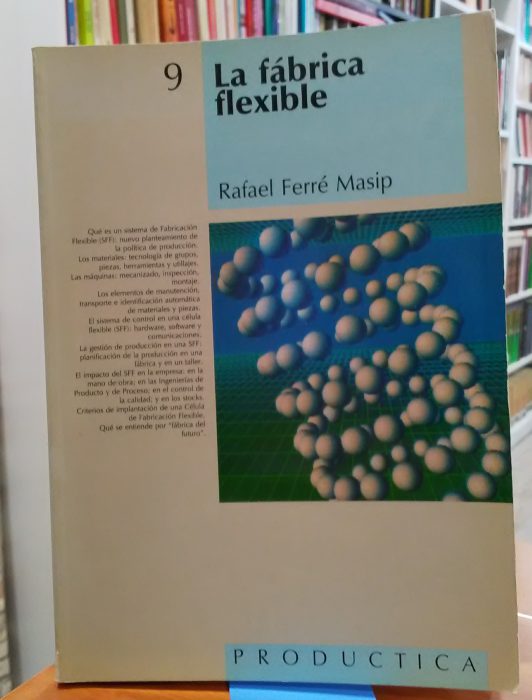 9
La fábrica
flexible
Rafael Ferré Masip
Qué es un sistema de Fabricación
Flexible (SFF): nuevo planteamiento de
la política de producción.
Los materiales: tecnología de grupos,
piezas, herramientas y utillajes.
Las máquinas: mecanizado, inspección,
montaje.
Los elementos de manutención,
transporte e identificación automática
de materiales y piezas.
El sistema de control en una célula
flexible (SFF): hardware, software y
comunicaciones.
La gestión de producción en una SFF.
planificación de la producción en una
fábrica y en un taller.
El impacto del SFF en la empresa: en la
mano de obra; en las Ingenierías de
Producto y de Proceso; en el control de
la calidad; y en los stocks.
Criterios de implantación de una Célula
de Fabricación Flexible.
Qué se entiende por "fábrica del
futuro".
PRODUCTICA